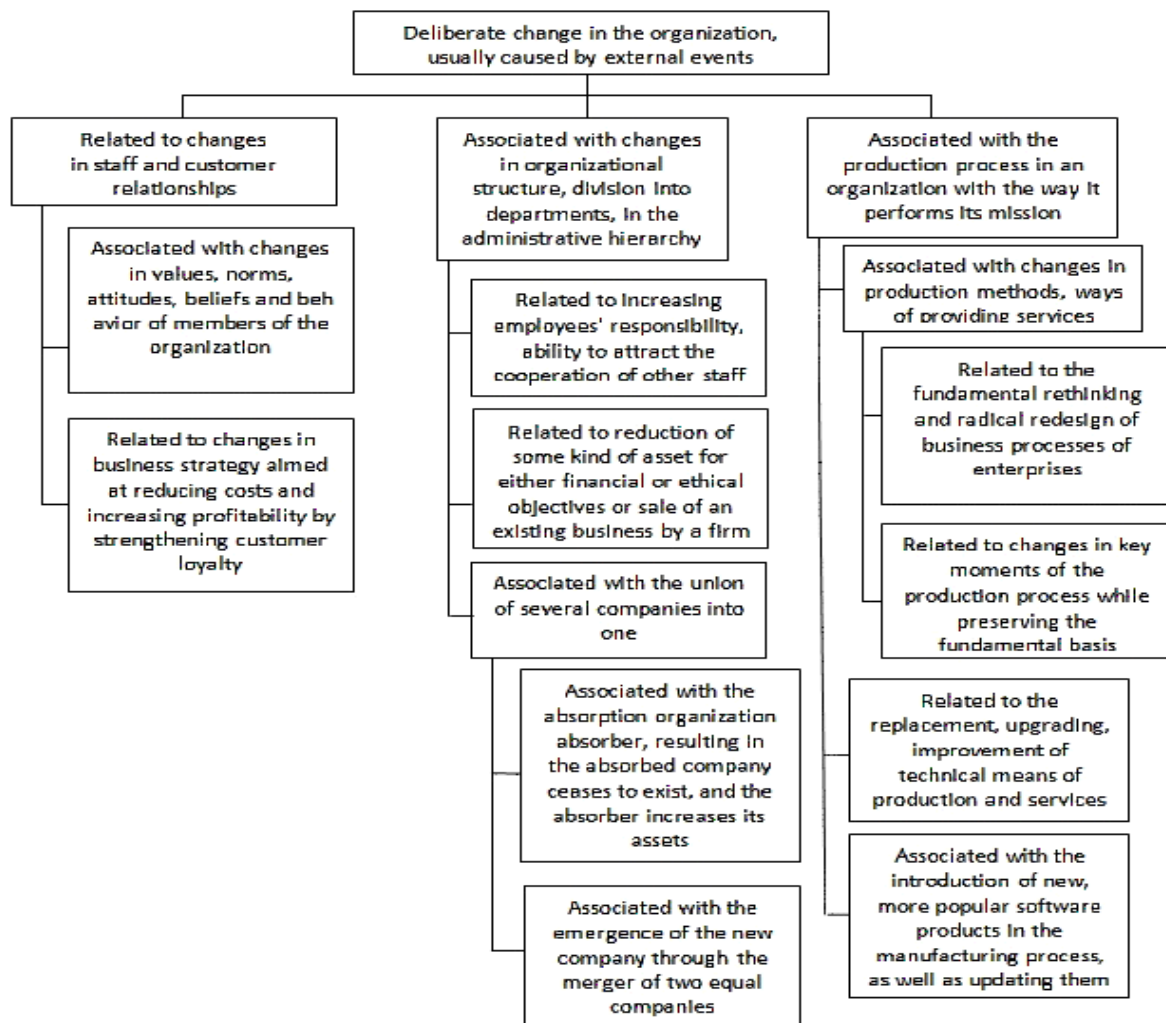 Deliberate change in the organization,
usually caused by external events
Related to changes
in staff and customer
relationships
Associated with changes
in values, norms,
attitudes, beliefs and beh
avior of members of the
organization
Related to changes in
business strategy aimed
at reducing costs and
increasing profitability by
strengthening customer
loyalty
Associated with changes
in organizational
structure, division into
departments, in the
administrative hierarchy
Related to increasing
employees' responsibility,
ability to attract the
cooperation of other staff
Related to reduction of
some kind of asset for
either financial or ethical
objectives or sale of an
existing business by a firm
Associated with the union
of several companies into
one
Associated with the
absorption organization
absorber, resulting in
the absorbed company
ceases to exist, and the
absorber increases its
assets
Associated with the
emergence of the new
company through the
merger of two equal
companies
Associated with the
production process in an
organization with the way it
performs its mission
Associated with changes in
production methods, ways
of providing services
Related to the
fundamental rethinking
and radical redesign of
business processes of
enterprises
Related to changes in key
moments of the
production process while
preserving the
fundamental basis
Related to the
replacement, upgrading,
improvement of
technical means of
production and services
Associated with the
introduction of new,
more popular software
products in the
manufacturing process,
as well as updating them